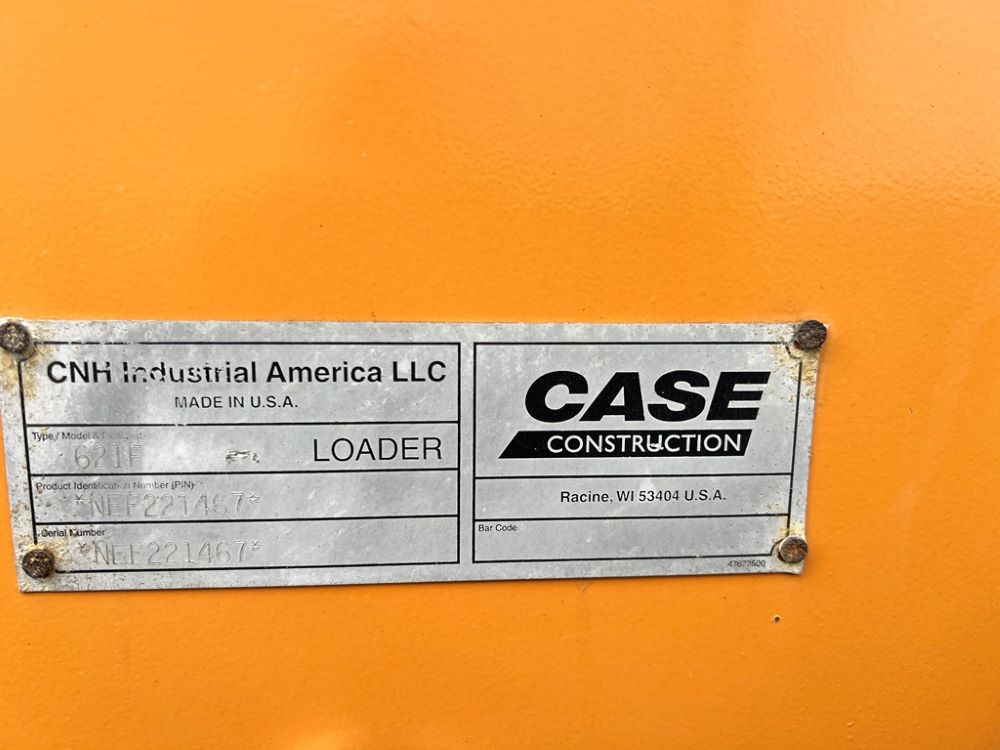 CNH Industrial America LLC
MADE IN U.S.A.
Type / Model &
621F LOADER
Product Identification Number (PIN)
*NEF221467*
Serial Number
*NEF221467*
CASE
CONSTRUCTION
Racine, WI 53404 U.S.A.
Bar Code
47672500